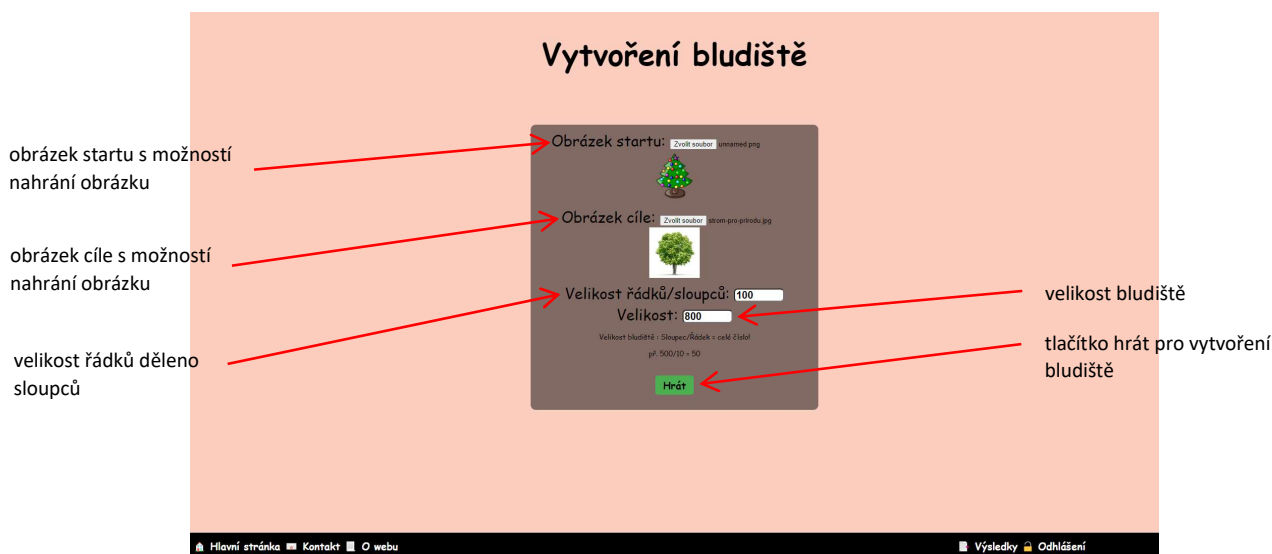 Vytvoření bludiště
obrázek startu s možností
nahrání obrázku
Obrázek startu: Zvolit soubor unnamed.png
obrázek cíle s možností
nahrání obrázku
Obrázek cíle: Zvolit soubor strom-pro-prirodu.jpg
velikost řádků děleno
sloupců
Velikost řádků/sloupců: 100
Velikost: 800
Velikost bludiště : Sloupec/Řádek = celé číslo!
př. 500/10 = 50
Hrát
velikost bludiště
tlačítko hrát pro vytvoření
bludiště
Hlavní stránka Kontakt O webu Výsledky Odhlášení